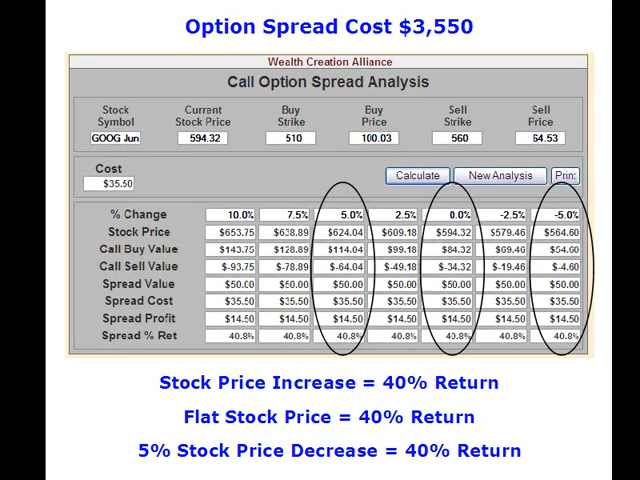 Option Spread Cost $3,550
Wealth Creation Alliance
Call Option Spread Analysis
Stock Symbol Current Stock Price Buy Strike Buy Price Sell Strike Sell Price
GOOG Jun 594.32 510 100.03 560 64.53
Cost
$35.50 Calculate New Analysis Print
% Change 10.0% 7.5% 5.0% 2.5% 0.0% -2.5% -5.0%
Stock Price $653.75 $638.89 $624.04 $609.18 $594.32 $579.46 $564.60
Call Buy Value $143.75 $128.89 $114.04 $99.18 $84.32 $69.46 $54.60
Call Sell Value $-93.75 $-78.89 $-64.04 $-49.18 $-34.32 $-19.46 $-4.60
Spread Value $50.00 $50.00 $50.00 $50.00 $50.00 $50.00 $50.00
Spread Cost $35.50 $35.50 $35.50 $35.50 $35.50 $35.50 $35.50
Spread Profit $14.50 $14.50 $14.50 $14.50 $14.50 $14.50 $14.50
Spread % Ret 40.8% 40.8% 40.8% 40.8% 40.8% 40.8% 40.8%
Stock Price Increase = 40% Return
Flat Stock Price = 40% Return
5% Stock Price Decrease = 40% Return